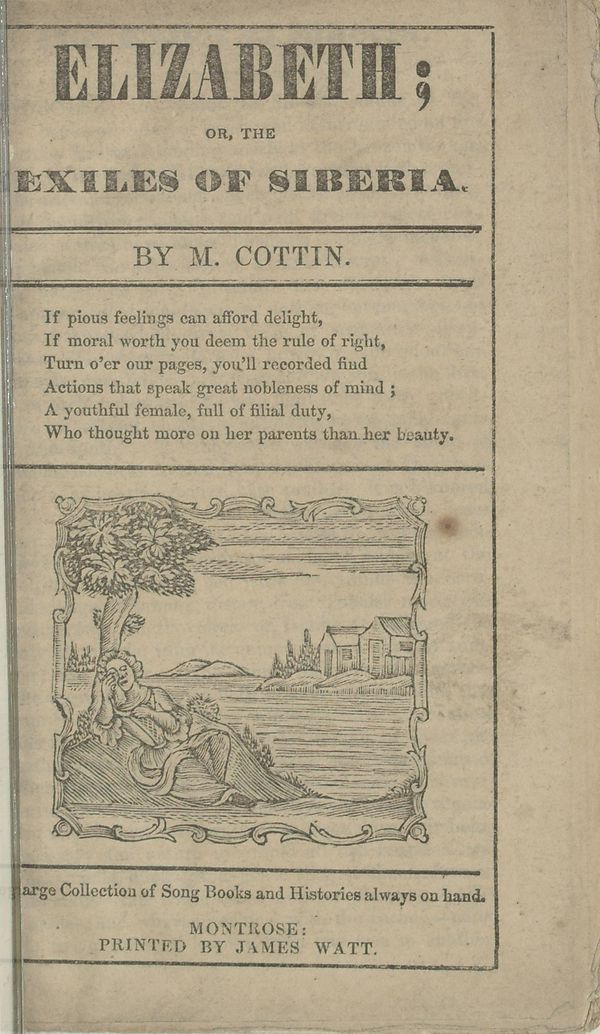 ELIZABETH;
OR, THE
EXILES OF SIBERIA.
BY M. COTTIN.
If pious feelings can afford delight,
If moral worth you deem the rule of right,
Turn o'er our pages, you'll recorded find
Actions that speak great nobleness of mind ;
A youthful female, full of filial duty,
Who thought more on her parents than her beauty.
arge Collection of Song Books and Histories always on hand.
MONTROSE:
PRINTED BY JAMES WATT.